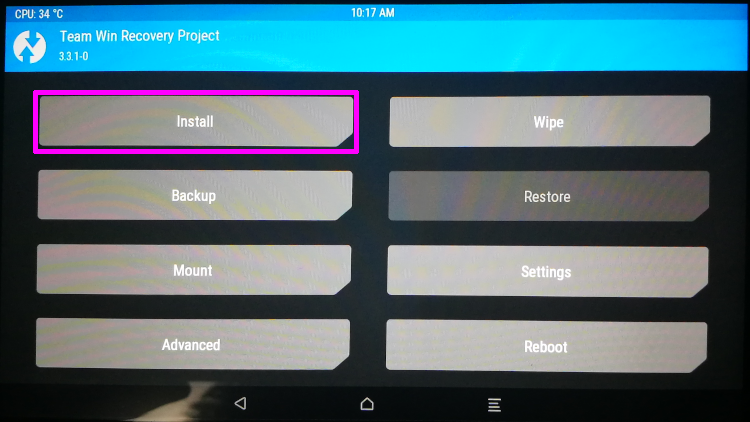 CPU: 34 °C 10:17 AM
Team Win Recovery Project
3.3.1-0
Install Wipe
Backup Restore
Mount Settings
Advanced Reboot